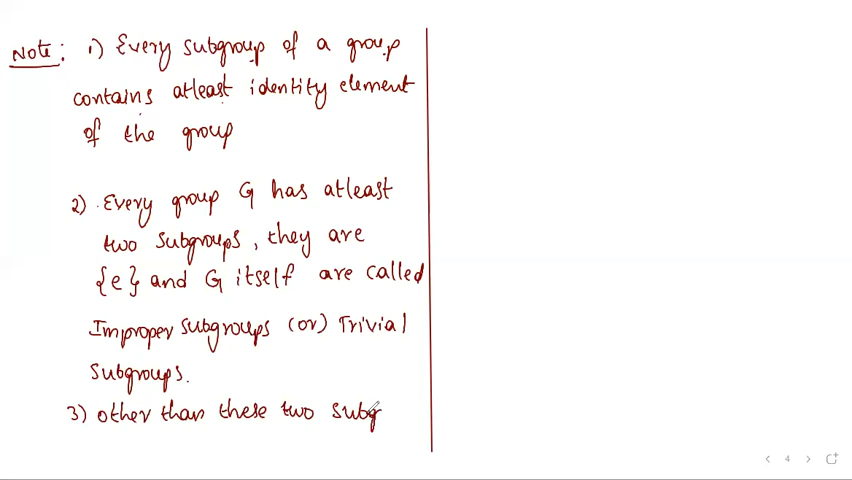 Note: 1) Every subgroup of a group
contains atleast identity element
of the group
2) Every group G has atleast
two subgroups, they are
{e} and G itself are called
Improper subgroups (or) Trivial
Subgroups.
3) other than these two subg
4